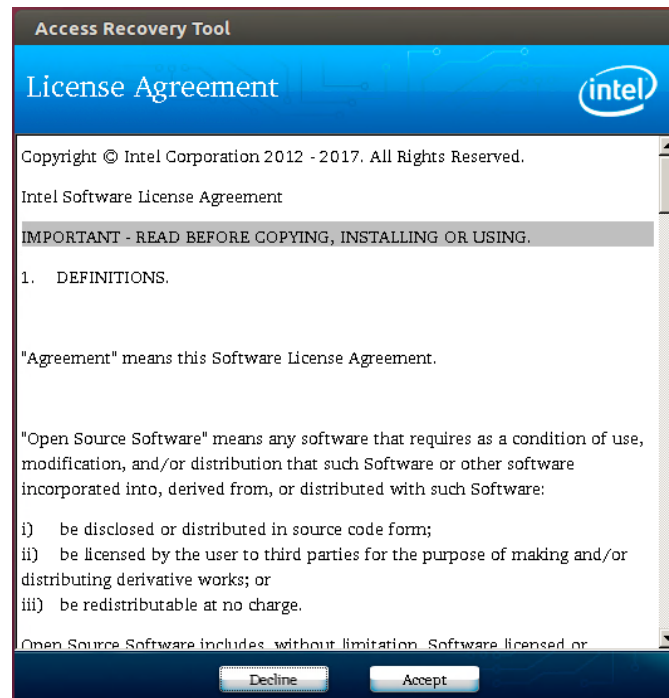 Access Recovery Tool
License Agreement
intel
Copyright © Intel Corporation 2012 - 2017. All Rights Reserved.
Intel Software License Agreement
IMPORTANT - READ BEFORE COPYING, INSTALLING OR USING.
1. DEFINITIONS.
"Agreement" means this Software License Agreement.
"Open Source Software" means any software that requires as a condition of use,
modification, and/or distribution that such Software or other software
incorporated into, derived from, or distributed with such Software:
i) be disclosed or distributed in source code form;
ii) be licensed by the user to third parties for the purpose of making and/or
distributing derivative works; or
iii) be redistributable at no charge.
Open Source Software includes, without limitation, Software licensed or
Decline
Accept